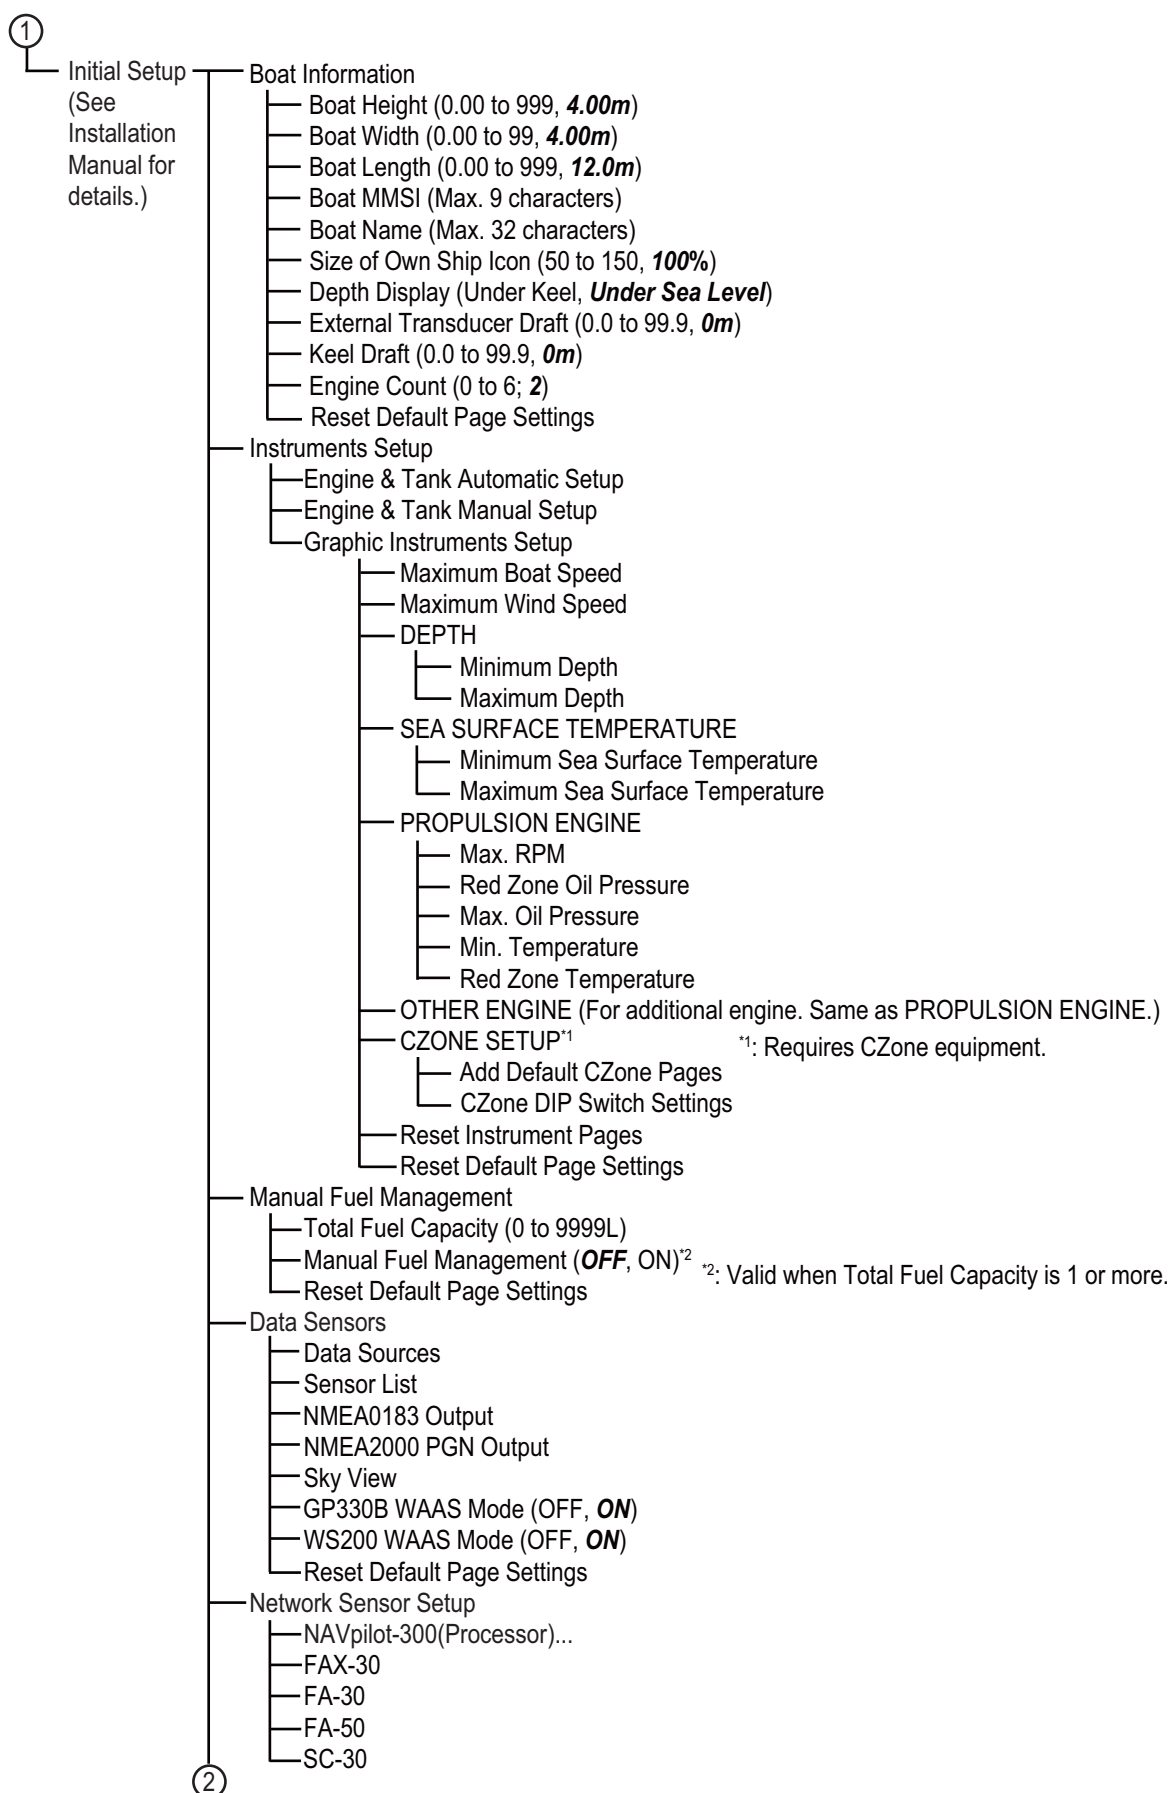 1
Initial Setup
(See
Installation
Manual for
details.)
Boat Information
Boat Height (0.00 to 999, 4.00m)
Boat Width (0.00 to 99, 4.00m)
Boat Length (0.00 to 999, 12.0m)
Boat MMSI (Max. 9 characters)
Boat Name (Max. 32 characters)
Size of Own Ship Icon (50 to 150, 100%)
Depth Display (Under Keel, Under Sea Level)
External Transducer Draft (0.0 to 99.9, 0m)
Keel Draft (0.0 to 99.9, 0m)
Engine Count (0 to 6; 2)
Reset Default Page Settings
Instruments Setup
Engine & Tank Automatic Setup
Engine & Tank Manual Setup
Graphic Instruments Setup
Maximum Boat Speed
Maximum Wind Speed
DEPTH
Minimum Depth
Maximum Depth
SEA SURFACE TEMPERATURE
Minimum Sea Surface Temperature
Maximum Sea Surface Temperature
PROPULSION ENGINE
Max. RPM
Red Zone Oil Pressure
Max. Oil Pressure
Min. Temperature
Red Zone Temperature
OTHER ENGINE (For additional engine. Same as PROPULSION ENGINE.)
CZONE SETUP*1
*1: Requires CZone equipment.
Add Default CZone Pages
CZone DIP Switch Settings
Reset Instrument Pages
Reset Default Page Settings
Manual Fuel Management
Total Fuel Capacity (0 to 9999L)
Manual Fuel Management (OFF, ON)*2
*2: Valid when Total Fuel Capacity is 1 or more.
Reset Default Page Settings
Data Sensors
Data Sources
Sensor List
NMEA0183 Output
NMEA2000 PGN Output
Sky View
GP330B WAAS Mode (OFF, ON)
WS200 WAAS Mode (OFF, ON)
Reset Default Page Settings
Network Sensor Setup
NAVpilot-300(Processor)...
FAX-30
FA-30
FA-50
SC-30
2